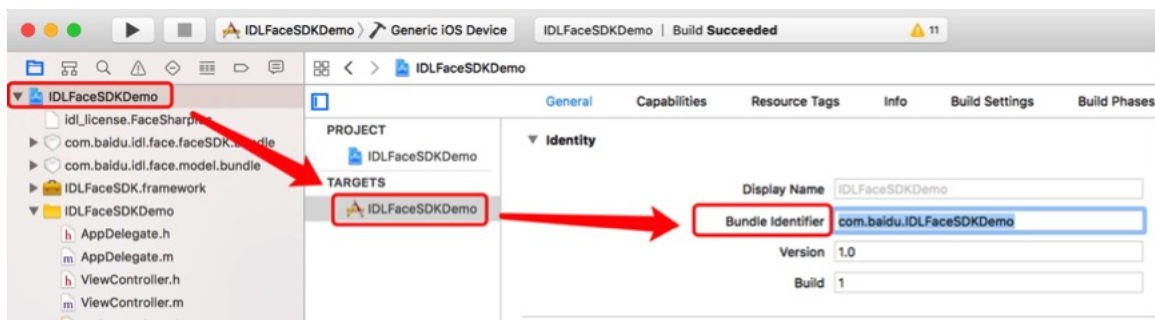 IDLFaceSDKDemo 〉 Generic iOS Device
IDLFaceSDKDemo | Build Succeeded
11
IDLFaceSDKDemo
IDLFaceSDKDemo
idl_license.FaceSharp
com.baidu.idl.face.faceSDK.
com.baidu.idl.face.model.bundle
IDLFaceSDK.framework
IDLFaceSDKDemo
h AppDelegate.h
m AppDelegate.m
h ViewController.h
m ViewController.m
PROJECT
IDLFaceSDKDemo
TARGETS
IDLFaceSDKDemo
General Capabilities Resource Tags Info Build Settings Build Phases
Identity
Display Name IDLFaceSDKDemo
Bundle Identifier com.baidu.IDLFaceSDKDemo
Version 1.0
Build 1